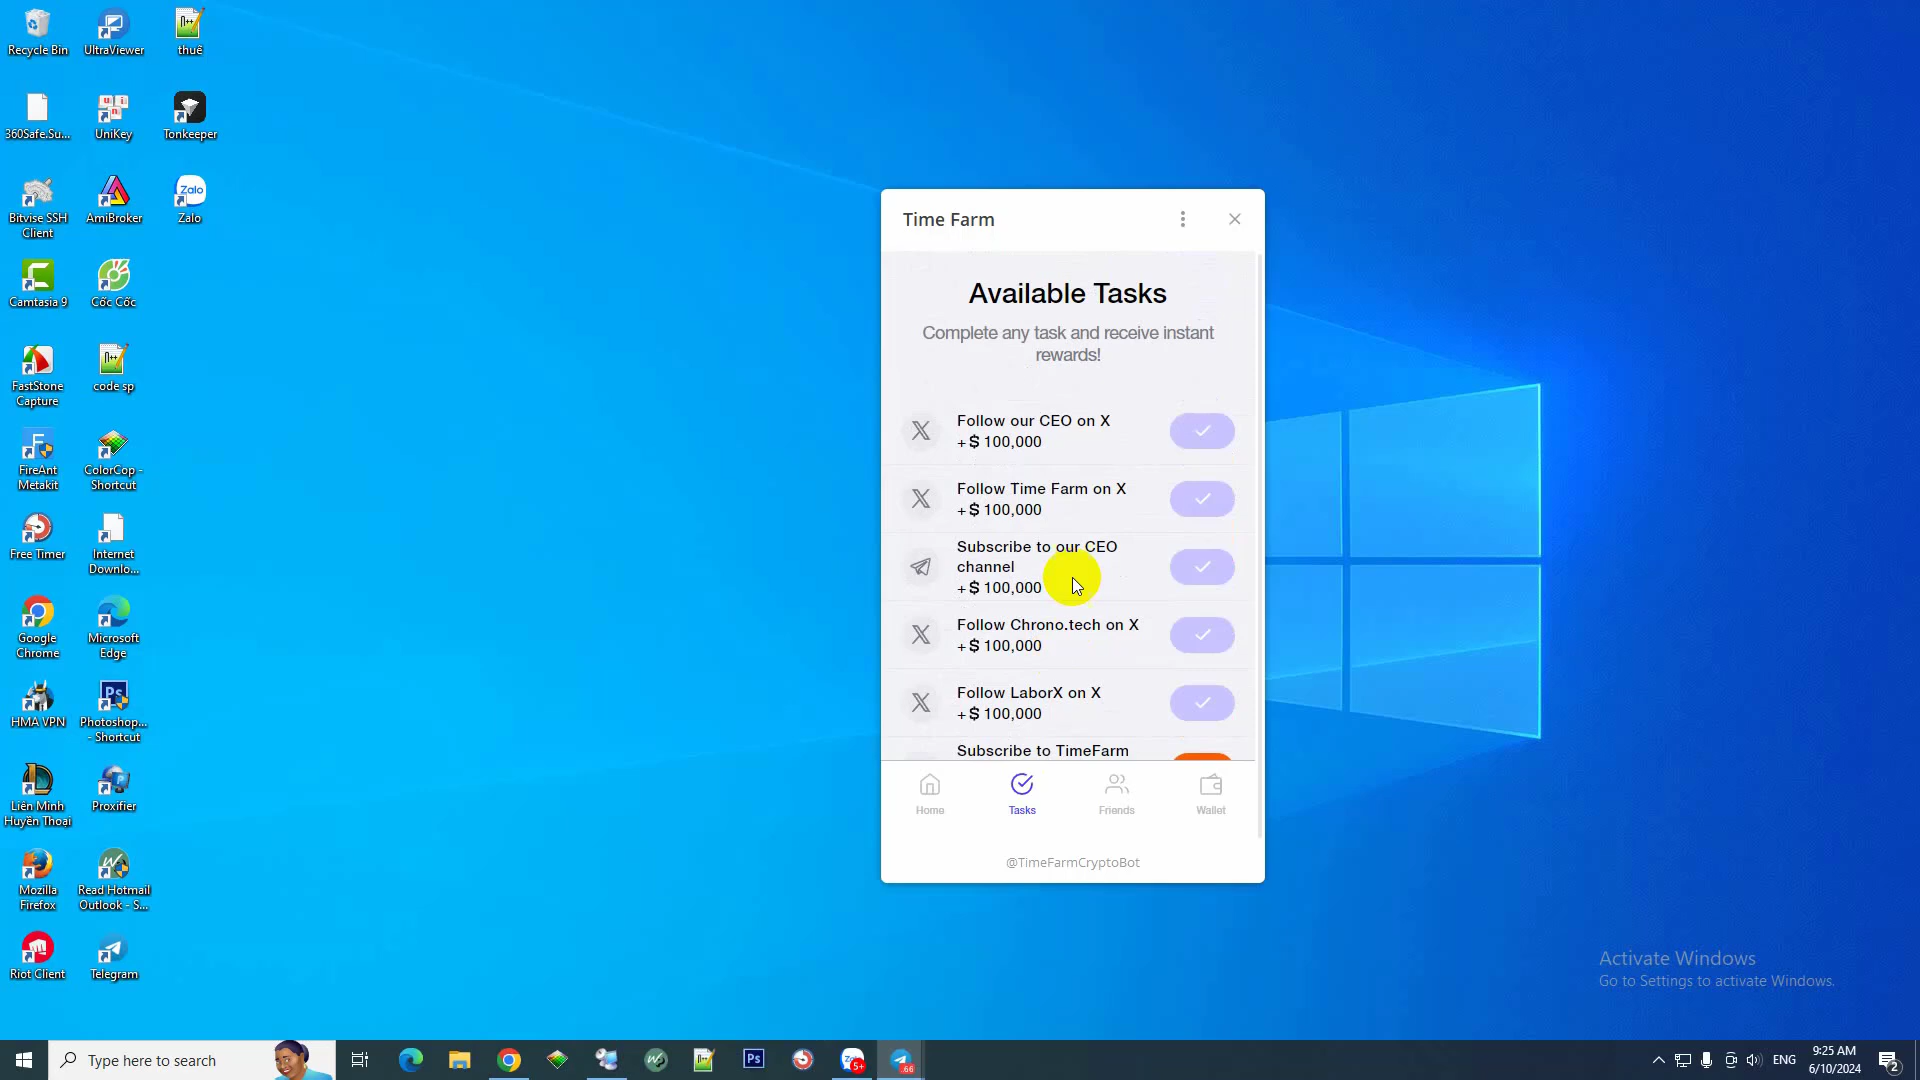 Recycle Bin
UltraViewer
thuê
360Safe.Su...
UniKey
Tonkeeper
Bitvise SSH
Client
AmiBroker
Zalo
Zalo
Camtasia 9
Cốc Cốc
FastStone
Capture
code sp
FireAnt
Metakit
ColorCop -
Shortcut
Free Timer
Internet
Downlo...
Google
Chrome
Microsoft
Edge
HMA VPN
Photoshop...
- Shortcut
Liên Minh
Huyền Thoại
Proxifier
Mozilla
Firefox
Read Hotmail
Outlook - S...
Riot Client
Telegram
Time Farm
Available Tasks
Complete any task and receive instant
rewards!
Follow our CEO on X
+$ 100,000
Follow Time Farm on X
+$ 100,000
Subscribe to our CEO
channel
+$ 100,000
Follow Chrono.tech on X
+$ 100,000
Follow LaborX on X
+$ 100,000
Subscribe to TimeFarm
Home
Tasks
Friends
Wallet
@TimeFarmCryptoBot
Activate Windows
Go to Settings to activate Windows.
Type here to search
Ps
5+
.66
ENG
9:25 AM
6/10/2024
2